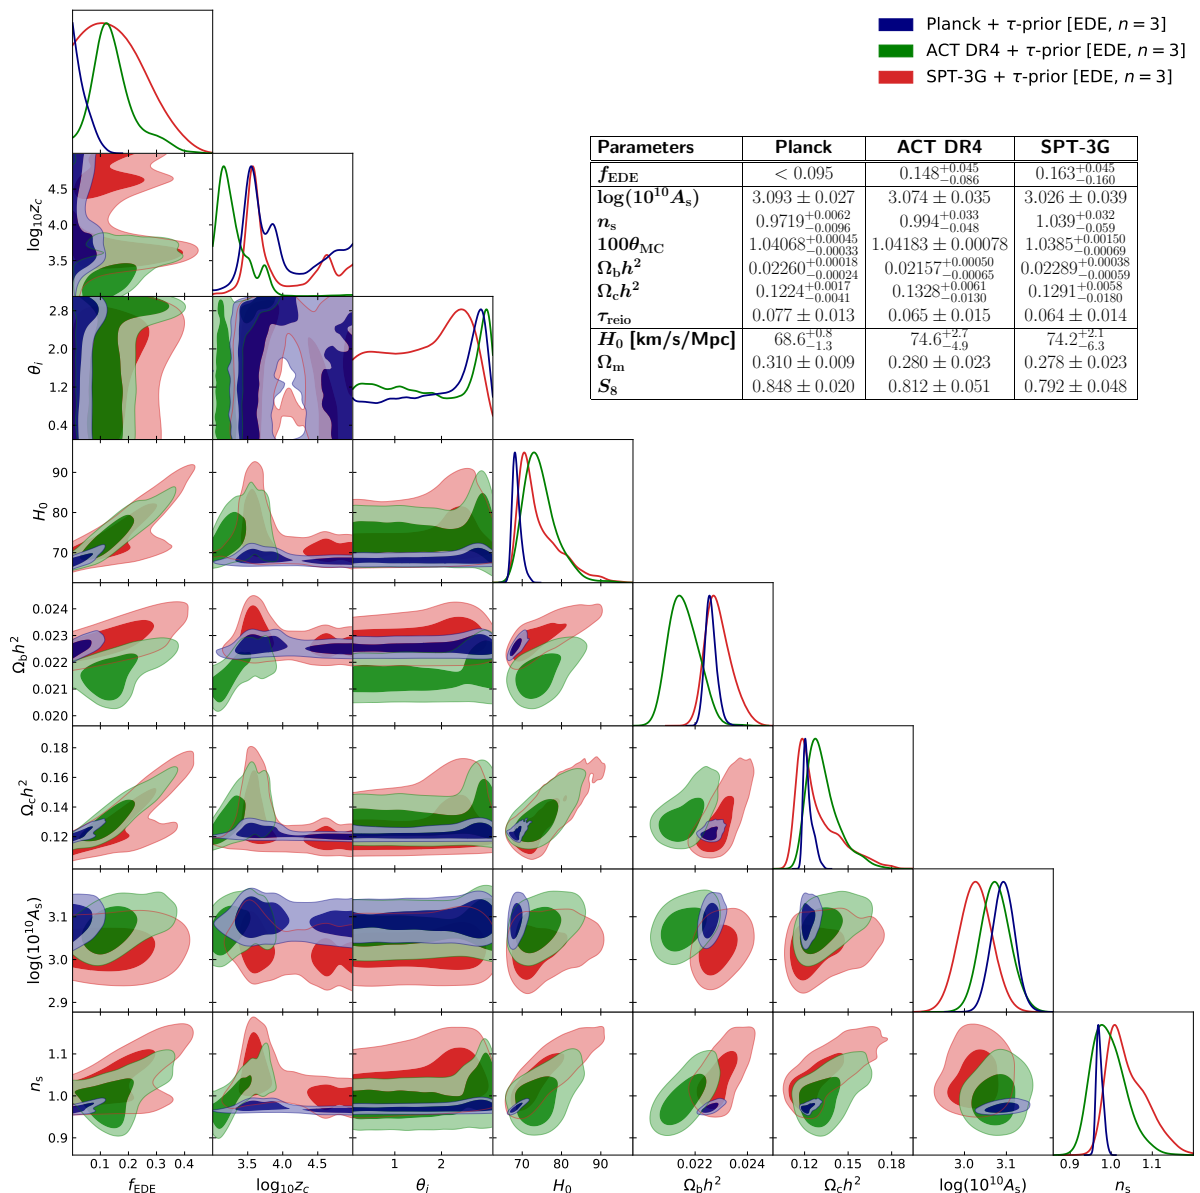 Planck + τ-prior [EDE, n = 3]
ACT DR4 + τ-prior [EDE, n = 3]
SPT-3G + τ-prior [EDE, n = 3]
Parameters Planck ACT DR4 SPT-3G
f_EDE < 0.095 0.148^{+0.045}_{−0.086} 0.163^{+0.045}_{−0.160}
log(10^{10}A_s) 3.093 ± 0.027 3.074 ± 0.035 3.026 ± 0.039
n_s 0.9719^{+0.0062}_{−0.0096} 0.994^{+0.033}_{−0.048} 1.039^{+0.032}_{−0.059}
100θ_MC 1.04068^{+0.00045}_{−0.00033} 1.04183 ± 0.00078 1.0385^{+0.00150}_{−0.00069}
Ω_bh² 0.02260^{+0.00018}_{−0.00024} 0.02157^{+0.00050}_{−0.00065} 0.02289^{+0.00038}_{−0.00059}
Ω_ch² 0.1224^{+0.0017}_{−0.0041} 0.1328^{+0.0061}_{−0.0130} 0.1291^{+0.0058}_{−0.0180}
τ_reio 0.077 ± 0.013 0.065 ± 0.015 0.064 ± 0.014
H_0 [km/s/Mpc] 68.6^{+0.8}_{−1.3} 74.6^{+2.7}_{−4.9} 74.2^{+2.1}_{−6.3}
Ω_m 0.310 ± 0.009 0.280 ± 0.023 0.278 ± 0.023
S_8 0.848 ± 0.020 0.812 ± 0.051 0.792 ± 0.048
log_{10}z_c
4.5
4.0
3.5
θ_i
2.8
2.0
1.2
0.4
H_0
90
80
70
Ω_bh²
0.024
0.023
0.022
0.021
0.020
Ω_ch²
0.18
0.16
0.14
0.12
log(10^{10}A_s)
3.1
3.0
2.9
n_s
1.1
1.0
0.9
0.1 0.2 0.3 0.4 3.5 4.0 4.5 1 2 70 80 90 0.022 0.024 0.12 0.14 0.16 0.18 3.0 3.1 0.9 1.0 1.1
f_EDE log_{10}z_c θ_i H_0 Ω_bh² Ω_ch² log(10^{10}A_s) n_s